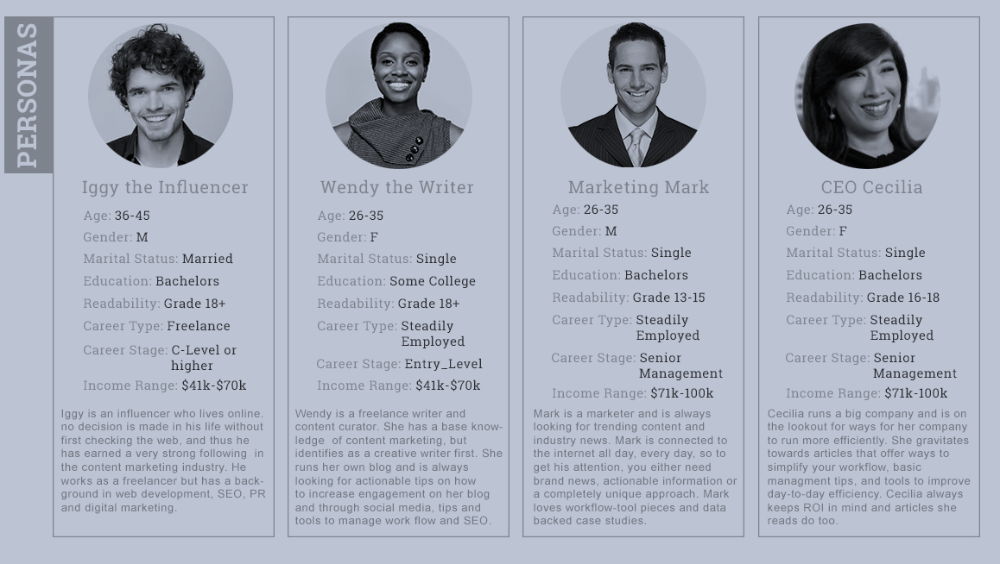 PERSONAS
Iggy the Influencer
Age: 36-45
Gender: M
Marital Status: Married
Education: Bachelors
Readability: Grade 18+
Career Type: Freelance
Career Stage: C-Level or
higher
Income Range: $41k-$70k
Iggy is an influencer who lives online.
no decision is made in his life without
first checking the web, and thus he
has earned a very strong following  in
the content marketing industry. He
works as a freelancer but has a back-
ground in web development, SEO, PR
and digital marketing.
Wendy the Writer
Age: 26-35
Gender: F
Marital Status: Single
Education: Some College
Readability: Grade 18+
Career Type: Steadily
Employed
Career Stage: Entry_Level
Income Range: $41k-$70k
Wendy is a freelance writer and
content curator. She has a base know-
ledge  of content marketing, but
identifies as a creative writer first. She
runs her own blog and is always
looking for actionable tips on how
to increase engagement on her blog
and through social media, tips and
tools to manage work flow and SEO.
Marketing Mark
Age: 26-35
Gender: M
Marital Status: Single
Education: Bachelors
Readability: Grade 13-15
Career Type: Steadily
Employed
Career Stage: Senior
Management
Income Range: $71k-100k
Mark is a marketer and is always
looking for trending content and
industry news. Mark is connected to
the internet all day, every day, so to
get his attention, you either need
brand news, actionable information or
a completely unique approach. Mark
loves workflow-tool pieces and data
backed case studies.
CEO Cecilia
Age: 26-35
Gender: F
Marital Status: Single
Education: Bachelors
Readability: Grade 16-18
Career Type: Steadily
Employed
Career Stage: Senior
Management
Income Range: $71k-100k
Cecilia runs a big company and is on
the lookout for ways for her company
to run more efficiently. She gravitates
towards articles that offer ways to
simplify your workflow, basic
managment tips, and tools to improve
day-to-day efficiency. Cecilia always
keeps ROI in mind and articles she
reads do too.